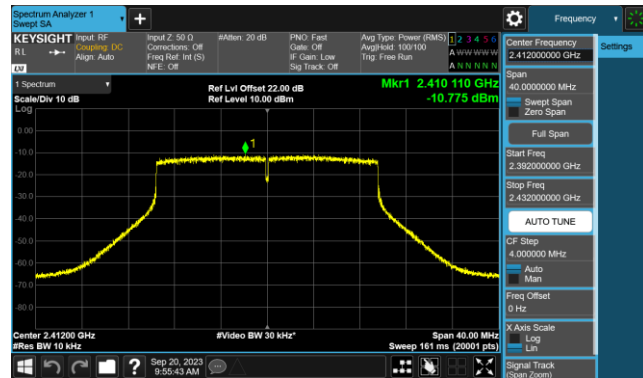 Spectrum Analyzer 1
Swept SA
+
Frequency
KEYSIGHT
Input: RF
Input Z: 50 Ω
#Atten: 20 dB
PNO: Fast
Avg Type: Power (RMS)
1 2 3 4 5 6
RL
Coupling: DC
Corrections: Off
Gate: Off
Avg|Hold: 100/100
A W W W W W
Align: Auto
Freq Ref: Int (S)
IF Gain: Low
Trig: Free Run
NFE: Off
Sig Track: Off
A N N N N N
LXI
1 Spectrum
Ref Lvl Offset 22.00 dB
Mkr1 2.410 110 GHz
Scale/Div 10 dB
Ref Level 10.00 dBm
-10.775 dBm
Log
0.00
1
-10.0
-20.0
-30.0
-40.0
-50.0
-60.0
-70.0
-80.0
Center 2.41200 GHz
#Video BW 30 kHz*
Span 40.00 MHz
#Res BW 10 kHz
Sweep 161 ms (20001 pts)
Center Frequency
2.412000000 GHz
Settings
Span
40.0000000 MHz
Swept Span
Zero Span
Full Span
Start Freq
2.392000000 GHz
Stop Freq
2.432000000 GHz
AUTO TUNE
CF Step
4.000000 MHz
Auto
Man
Freq Offset
0 Hz
X Axis Scale
Log
Lin
Signal Track
(Span Zoom)
?
Sep 20, 2023
9:55:43 AM